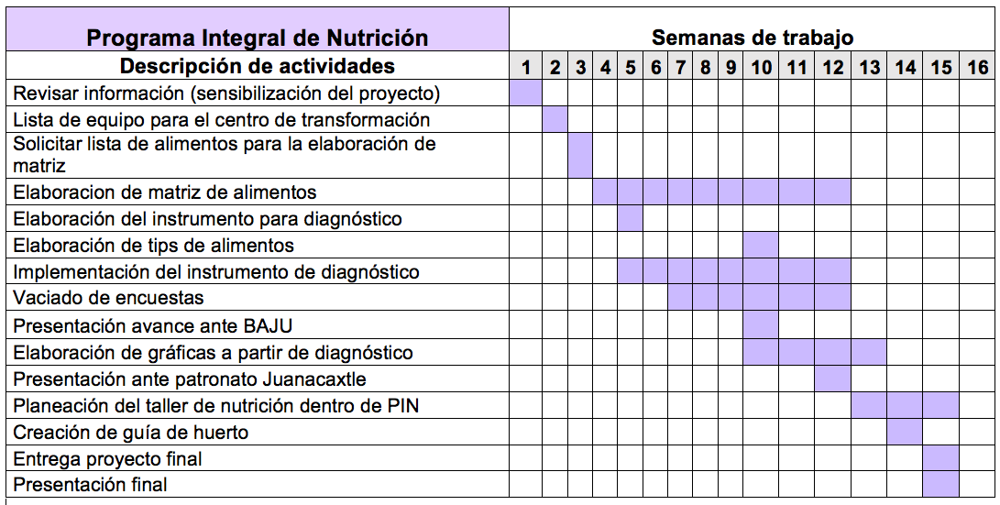 Programa Integral de Nutrición
Semanas de trabajo
Descripción de actividades
1 2 3 4 5 6 7 8 9 10 11 12 13 14 15 16
Revisar información (sensibilización del proyecto)
Lista de equipo para el centro de transformación
Solicitar lista de alimentos para la elaboración de
matriz
Elaboracion de matriz de alimentos
Elaboración del instrumento para diagnóstico
Elaboración de tips de alimentos
Implementación del instrumento de diagnóstico
Vaciado de encuestas
Presentación avance ante BAJU
Elaboración de gráficas a partir de diagnóstico
Presentación ante patronato Juanacaxtle
Planeación del taller de nutrición dentro de PIN
Creación de guía de huerto
Entrega proyecto final
Presentación final